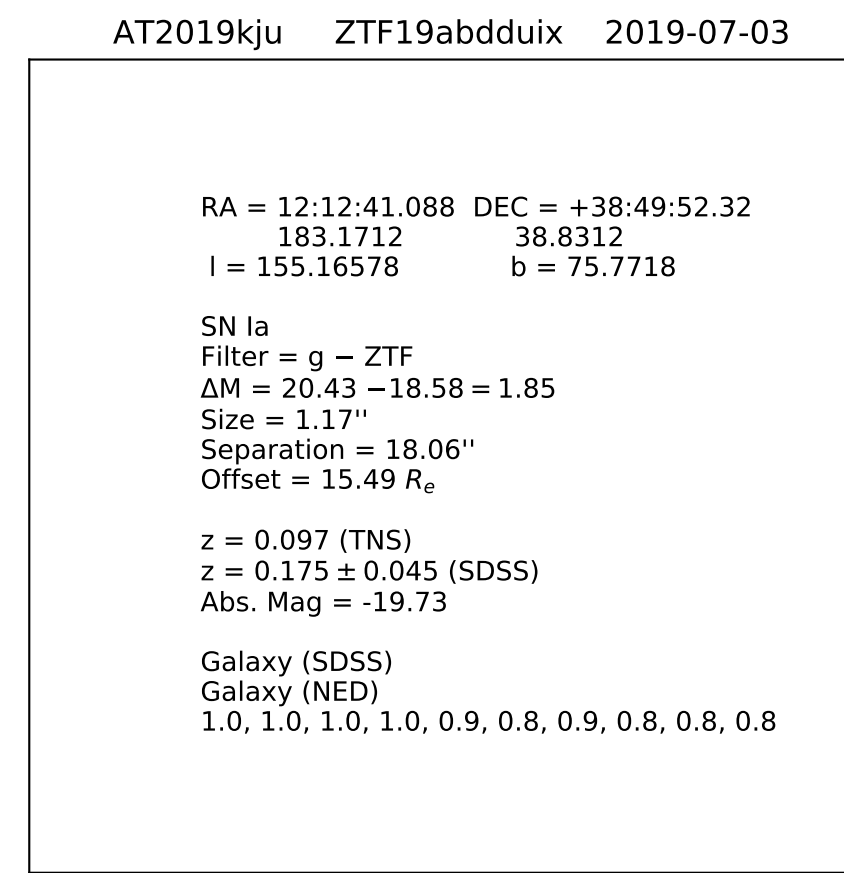 AT2019kju ZTF19abdduix 2019-07-03
RA = 12:12:41.088 DEC = +38:49:52.32
183.1712 38.8312
l = 155.16578 b = 75.7718
SN Ia
Filter = g − ZTF
ΔM = 20.43 −18.58 = 1.85
Size = 1.17''
Separation = 18.06''
Offset = 15.49 Rₑ
z = 0.097 (TNS)
z = 0.175 ± 0.045 (SDSS)
Abs. Mag = -19.73
Galaxy (SDSS)
Galaxy (NED)
1.0, 1.0, 1.0, 1.0, 0.9, 0.8, 0.9, 0.8, 0.8, 0.8